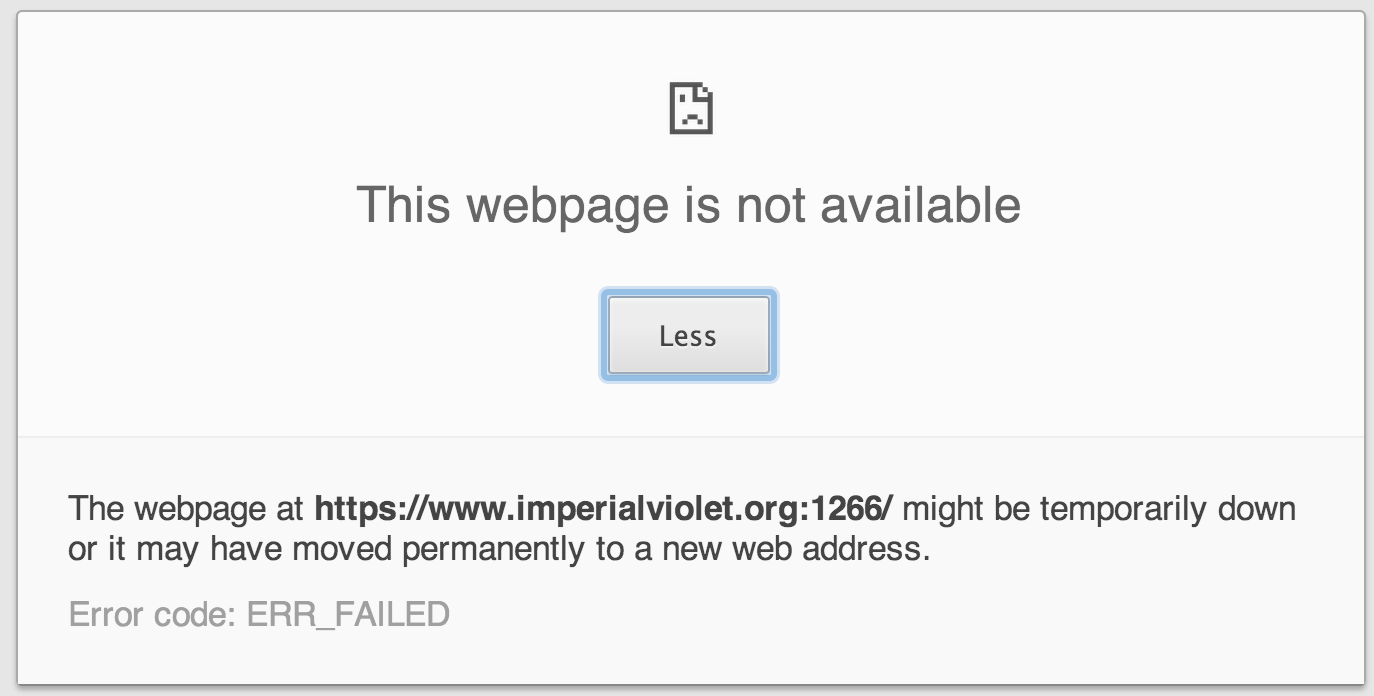 This webpage is not available
Less
The webpage at https://www.imperialviolet.org:1266/ might be temporarily down
or it may have moved permanently to a new web address.
Error code: ERR_FAILED